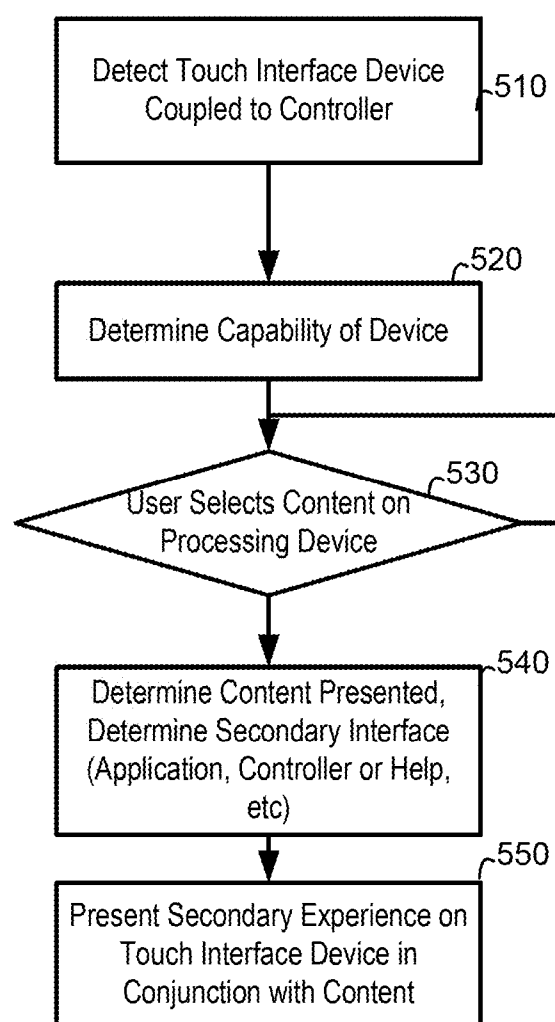 Detect Touch Interface Device
Coupled to Controller
510
520
Determine Capability of Device
530
User Selects Content on
Processing Device
540
Determine Content Presented,
Determine Secondary Interface
(Application, Controller or Help,
etc)
550
Present Secondary Experience on
Touch Interface Device in
Conjunction with Content